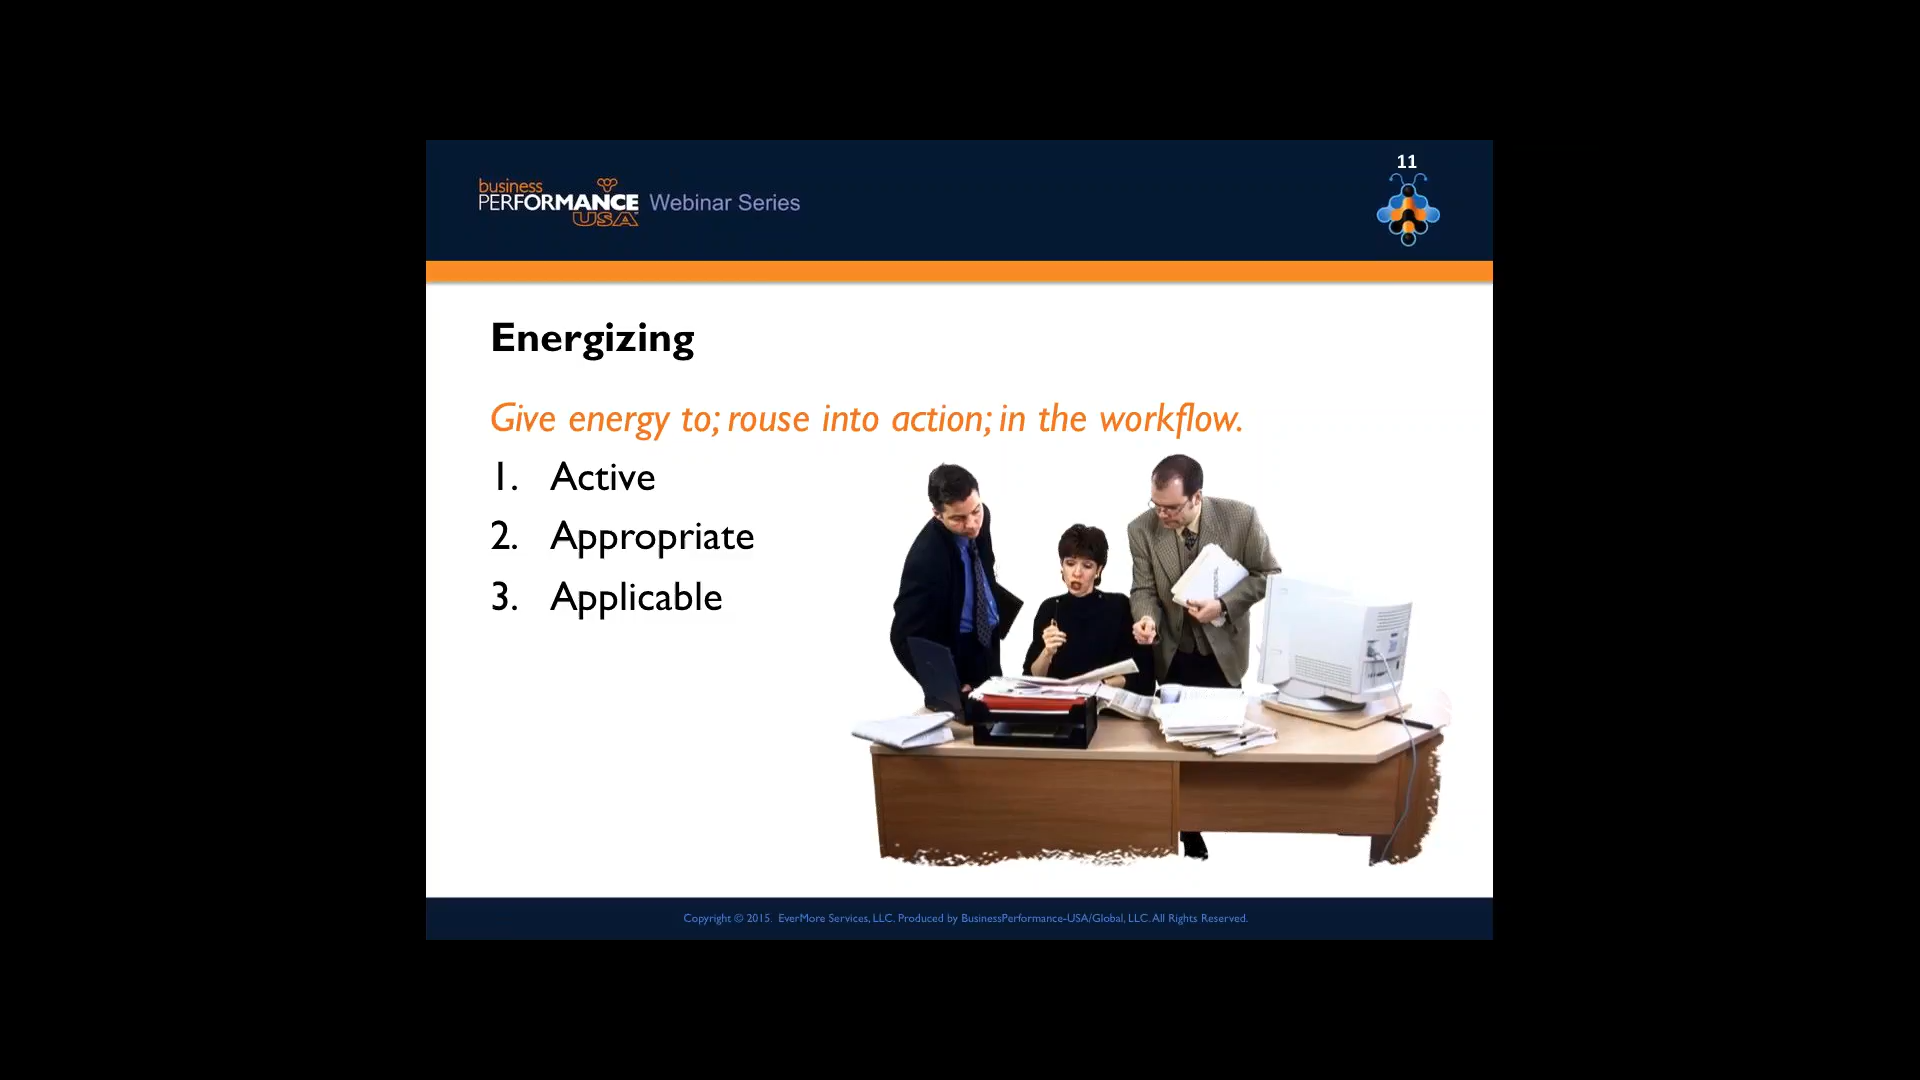 11
business
PERFORMANCE Webinar Series
USA
Energizing
Give energy to; rouse into action; in the workflow.
1. Active
2. Appropriate
3. Applicable
Copyright © 2015. EverMore Services, LLC. Produced by BusinessPerformance-USA/Global, LLC. All Rights Reserved.